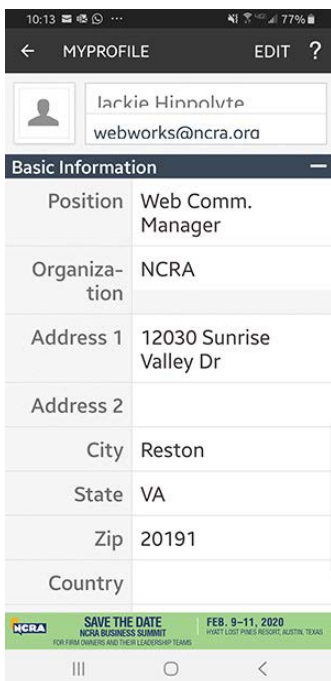 10:13 77%
MYPROFILE EDIT ?
Jackie Hippolyte
webworks@ncra.org
Basic Information
Position Web Comm.
Manager
Organiza- NCRA
tion
Address 1 12030 Sunrise
Valley Dr
Address 2
City Reston
State VA
Zip 20191
Country
NCRA SAVE THE DATE FEB. 9–11, 2020
NCRA BUSINESS SUMMIT HYATT LOST PINES RESORT, AUSTIN, TEXAS
FOR FIRM OWNERS AND THEIR LEADERSHIP TEAMS